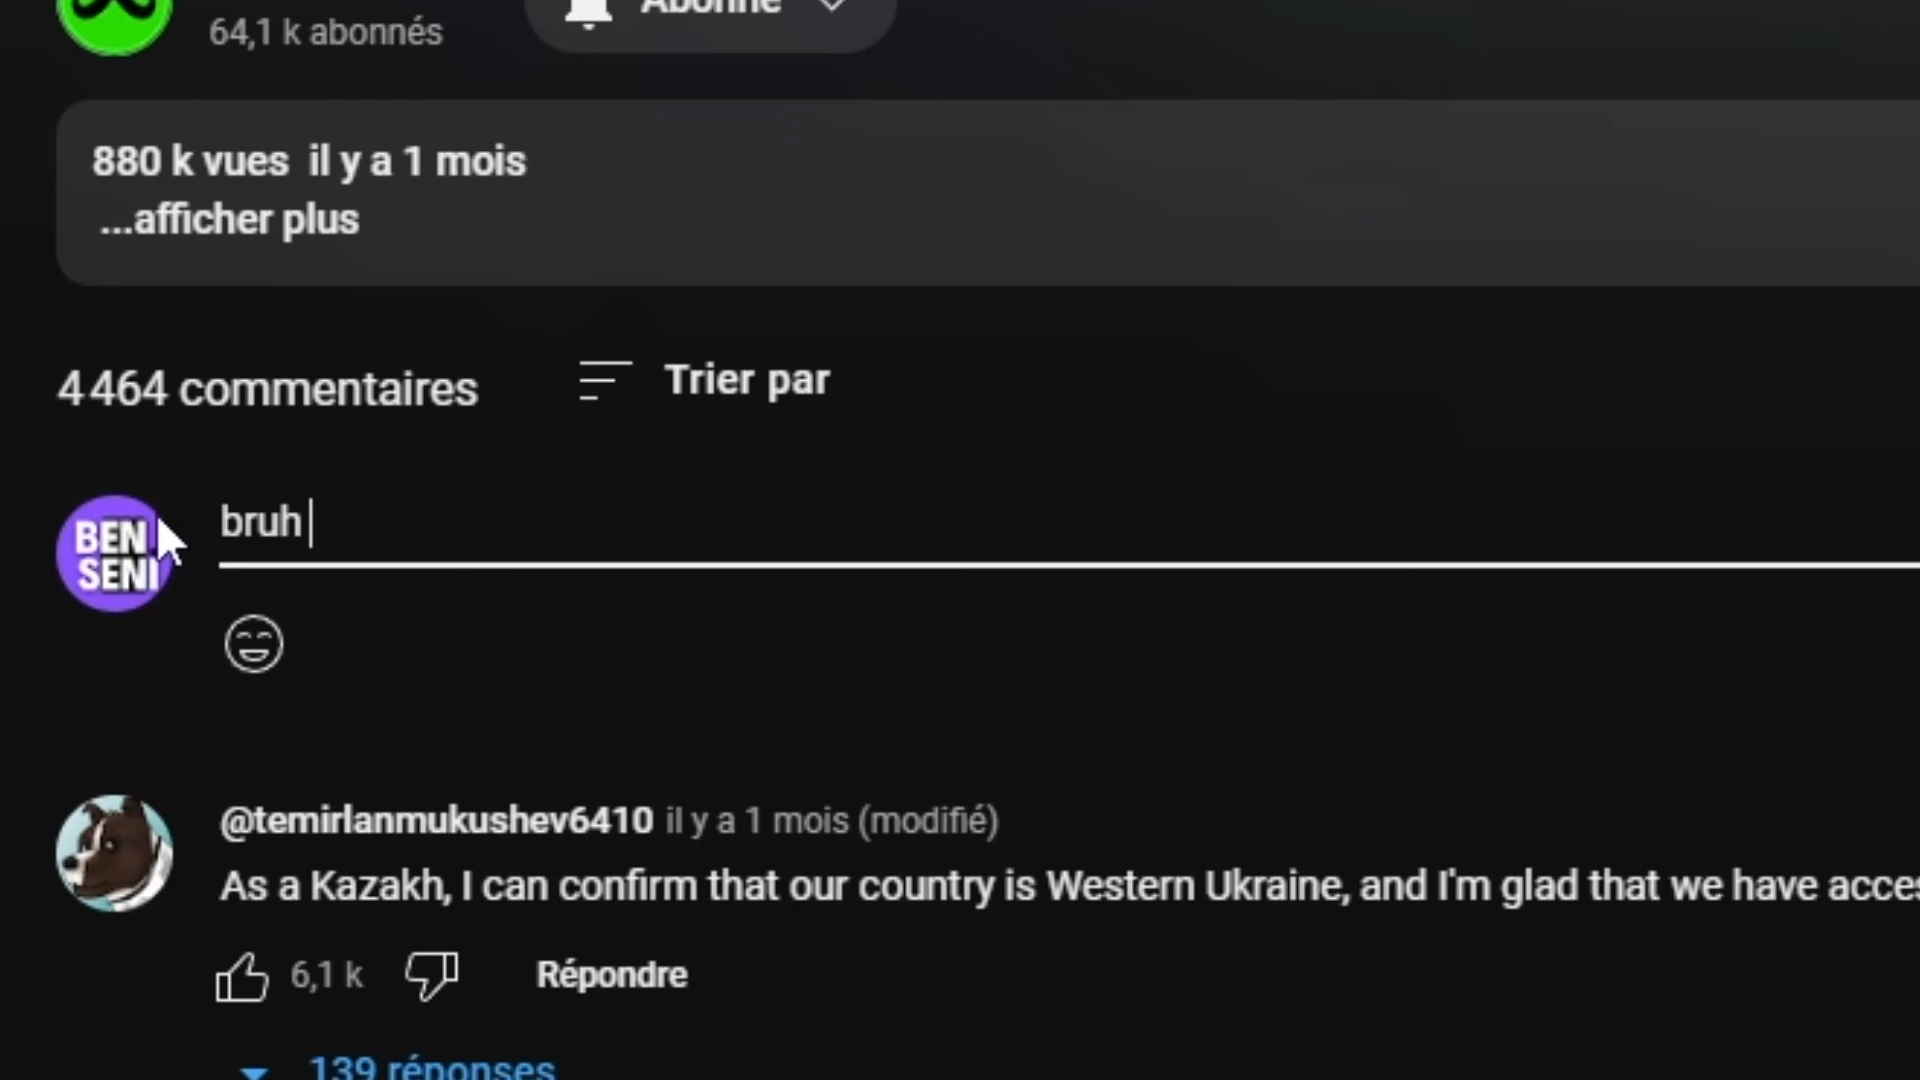 Abonné
64,1 k abonnés
880 k vues il y a 1 mois
...afficher plus
4 464 commentaires
Trier par
BEN
SENI
bruh
@temirlanmukushev6410 il y a 1 mois (modifié)
As a Kazakh, I can confirm that our country is Western Ukraine, and I'm glad that we have acces
6,1 k
Répondre
139 réponses